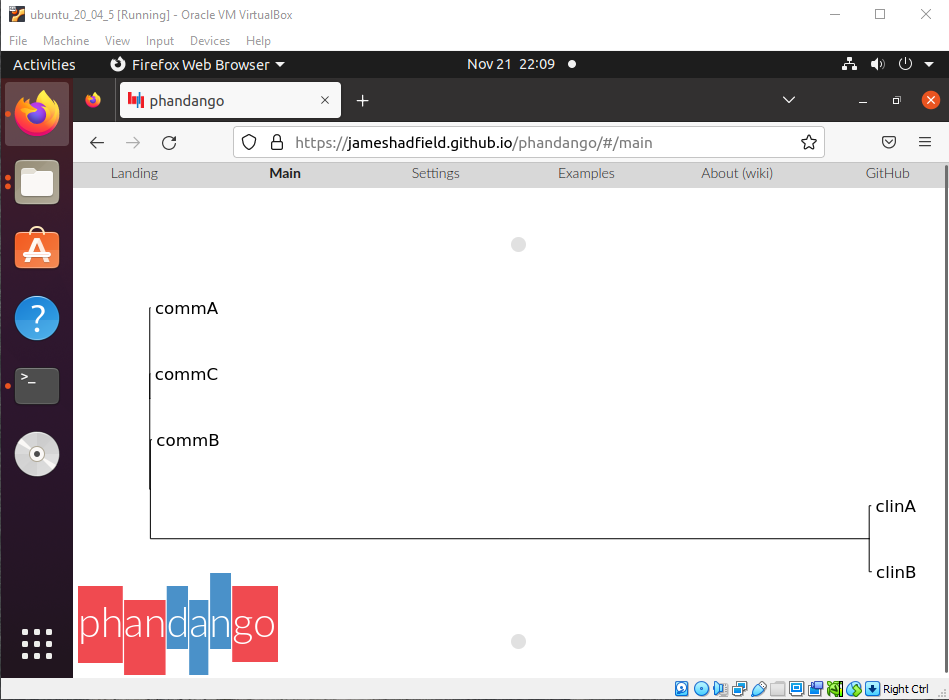 ubuntu_20_04_5 [Running] - Oracle VM VirtualBox
File Machine View Input Devices Help
Activities Firefox Web Browser Nov 21 22:09
phandango
https://jameshadfield.github.io/phandango/#/main
Landing Main Settings Examples About (wiki) GitHub
commA
commC
commB
clinA
clinB
phandango
Right Ctrl